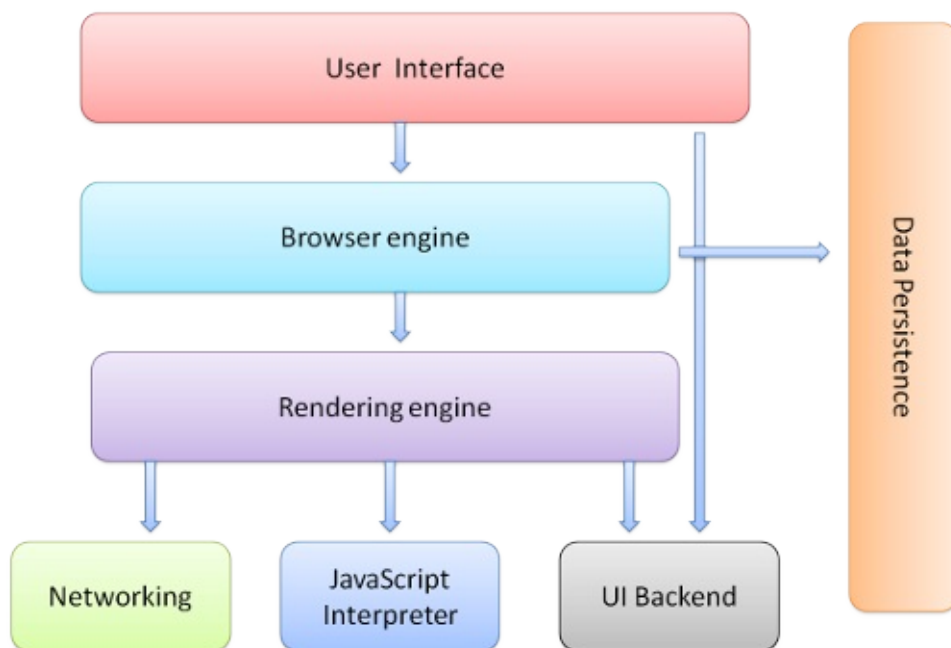 User Interface
Browser engine
Rendering engine
Networking
JavaScript
Interpreter
UI Backend
Data Persistence